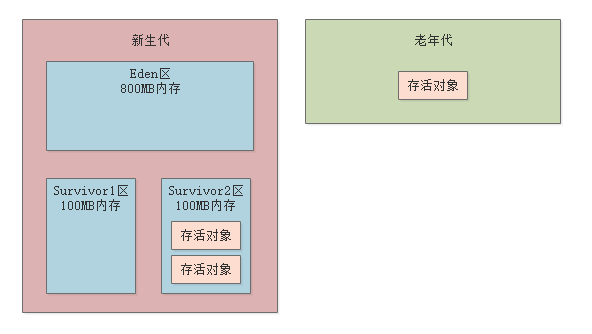 新生代
Eden区
800MB内存
Survivor1区
100MB内存
Survivor2区
100MB内存
存活对象
存活对象
老年代
存活对象